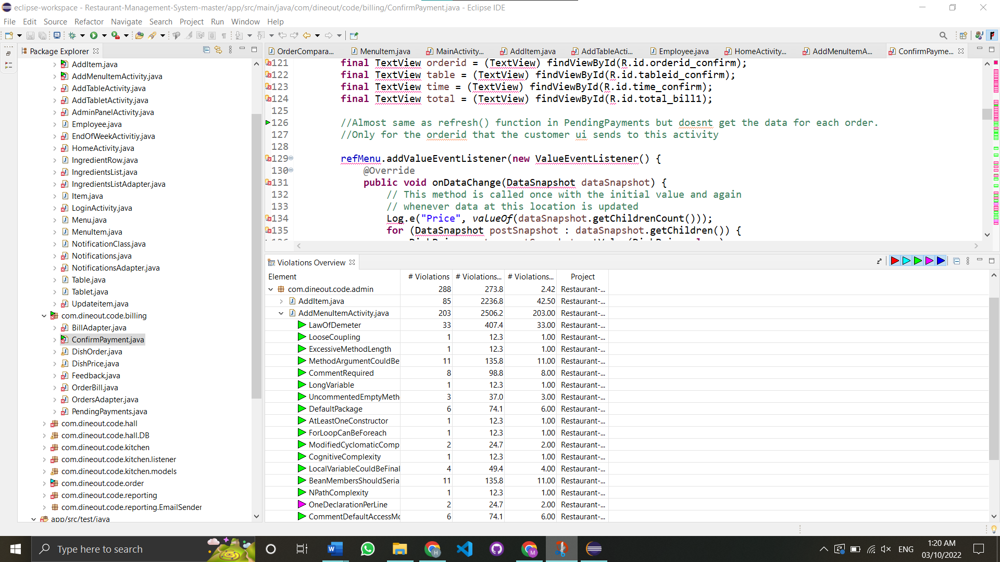 eclipse-workspace - Restaurant-Management-System-master/app/src/main/java/com/dineout/code/billing/ConfirmPayment.java - Eclipse IDE
File Edit Source Refactor Navigate Search Project Run Window Help
Package Explorer
AddItem.java
AddMenuItemActivity.java
AddTableActivity.java
AddTabletActivity.java
AdminPanelActivity.java
Employee.java
EndOfWeekActivitiy.java
HomeActivity.java
IngredientRow.java
IngredientsList.java
IngredientsListAdapter.java
Item.java
LoginActivity.java
Menu.java
MenuItem.java
NotificationClass.java
Notifications.java
NotificationsAdapter.java
Table.java
Tablet.java
Updateitem.java
com.dineout.code.billing
BillAdapter.java
ConfirmPayment.java
DishOrder.java
DishPrice.java
Feedback.java
OrderBill.java
OrdersAdapter.java
PendingPayments.java
com.dineout.code.hall
com.dineout.code.hall.DB
com.dineout.code.kitchen
com.dineout.code.kitchen.listener
com.dineout.code.kitchen.models
com.dineout.code.order
com.dineout.code.reporting
com.dineout.code.reporting.EmailSender
app/src/test/java
OrderCompara... MenuItem.java MainActivity... AddItem.java AddTableActi... Employee.java HomeActivity... AddMenuItemA... ConfirmPayme...
121 final TextView orderid = (TextView) findViewById(R.id.orderid_confirm);
122 final TextView table = (TextView) findViewById(R.id.tableid_confirm);
123 final TextView time = (TextView) findViewById(R.id.time_confirm);
124 final TextView total = (TextView) findViewById(R.id.total_bill1);
125
126 //Almost same as refresh() function in PendingPayments but doesnt get the data for each order.
127 //Only for the orderid that the customer ui sends to this activity
128
129 refMenu.addValueEventListener(new ValueEventListener() {
130 @Override
131 public void onDataChange(DataSnapshot dataSnapshot) {
132 // This method is called once with the initial value and again
133 // whenever data at this location is updated
134 Log.e("Price", valueOf(dataSnapshot.getChildrenCount()));
135 for (DataSnapshot postSnapshot : dataSnapshot.getChildren()) {
Violations Overview
Element # Violations # Violations... # Violations... Project
com.dineout.code.admin 288 273.8 2.42 Restaurant-...
AddItem.java 85 2236.8 42.50 Restaurant-...
AddMenuItemActivity.java 203 2506.2 203.00 Restaurant-...
LawOfDemeter 33 407.4 33.00 Restaurant-...
LooseCoupling 1 12.3 1.00 Restaurant-...
ExcessiveMethodLength 1 12.3 1.00 Restaurant-...
MethodArgumentCouldBe 11 135.8 11.00 Restaurant-...
CommentRequired 8 98.8 8.00 Restaurant-...
LongVariable 1 12.3 1.00 Restaurant-...
UncommentedEmptyMeth 3 37.0 3.00 Restaurant-...
DefaultPackage 6 74.1 6.00 Restaurant-...
AtLeastOneConstructor 1 12.3 1.00 Restaurant-...
ForLoopCanBeForeach 1 12.3 1.00 Restaurant-...
ModifiedCyclomaticComp 2 24.7 2.00 Restaurant-...
CognitiveComplexity 1 12.3 1.00 Restaurant-...
LocalVariableCouldBeFinal 4 49.4 4.00 Restaurant-...
BeanMembersShouldSeria 11 135.8 11.00 Restaurant-...
NPathComplexity 1 12.3 1.00 Restaurant-...
OneDeclarationPerLine 2 24.7 2.00 Restaurant-...
CommentDefaultAccessMo 6 74.1 6.00 Restaurant-...
Type here to search
ENG
1:20 AM
03/10/2022